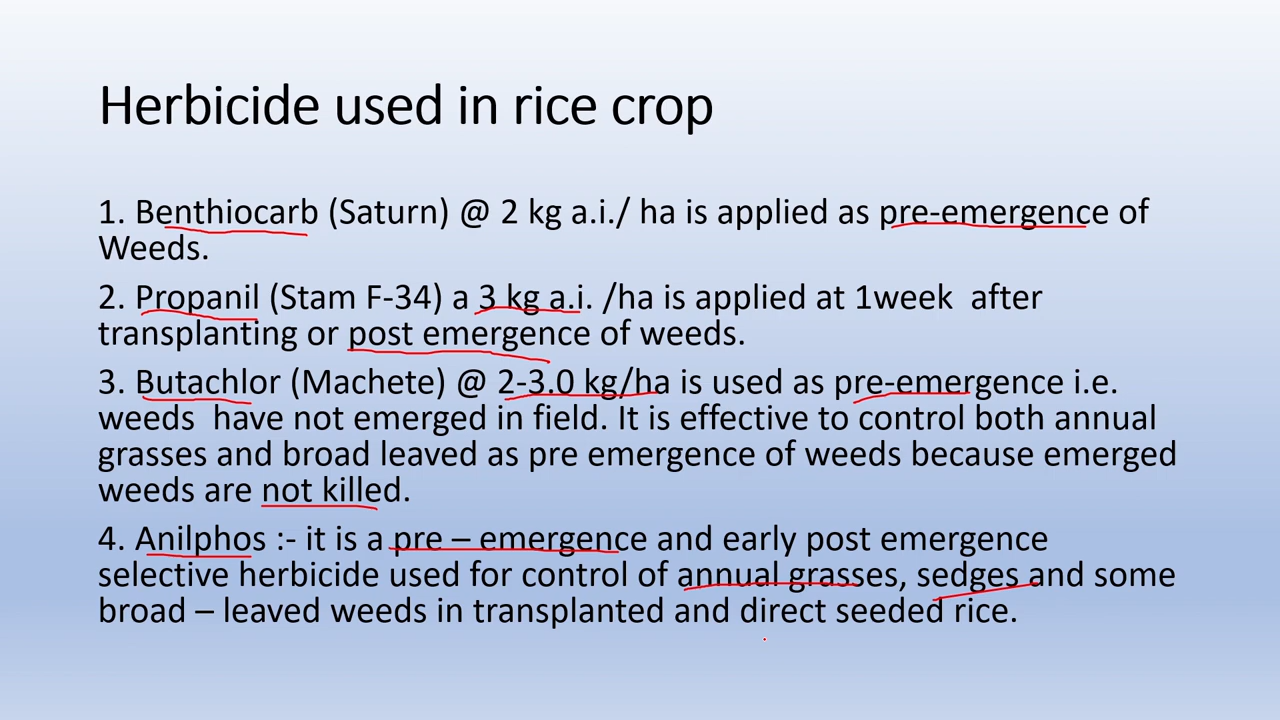 Herbicide used in rice crop
1. Benthiocarb (Saturn) @ 2 kg a.i./ ha is applied as pre-emergence of
Weeds.
2. Propanil (Stam F-34) a 3 kg a.i. /ha is applied at 1week  after
transplanting or post emergence of weeds.
3. Butachlor (Machete) @ 2-3.0 kg/ha is used as pre-emergence i.e.
weeds  have not emerged in field. It is effective to control both annual
grasses and broad leaved as pre emergence of weeds because emerged
weeds are not killed.
4. Anilphos :- it is a pre – emergence and early post emergence
selective herbicide used for control of annual grasses, sedges and some
broad – leaved weeds in transplanted and direct seeded rice.